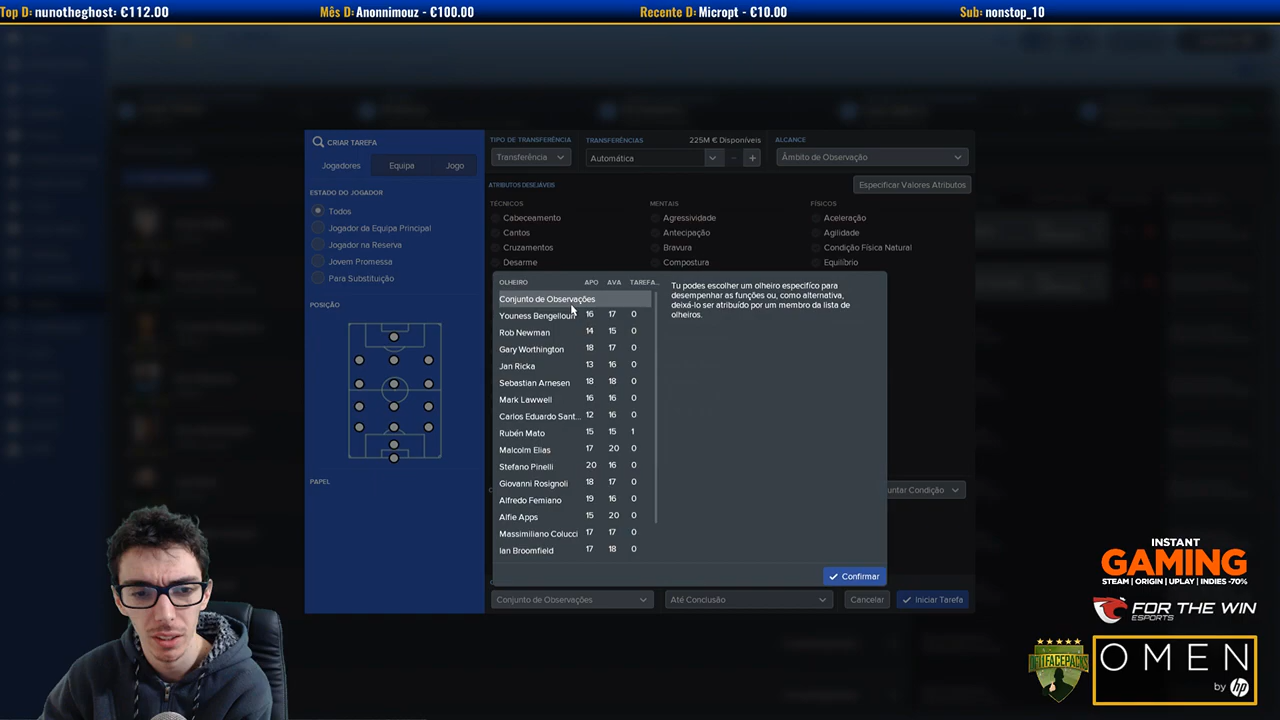 Top D: nunotheghost: €112.00
Mês D: Anonnimouz - €100.00
Recente D: Micropt - €10.00
Sub: nonstop_10
CRIAR TAREFA
Jogadores Equipa Jogo
ESTADO DO JOGADOR
Todos
Jogador da Equipa Principal
Jogador na Reserva
Jovem Promessa
Para Substituição
POSIÇÃO
PAPEL
TIPO DE TRANSFERÊNCIA
Transferência
TRANSFERÊNCIAS 225M € Disponíveis
Automática
ALCANCE
Âmbito de Observação
ATRIBUTOS DESEJÁVEIS
Especificar Valores Atributos
TÉCNICOS MENTAIS FÍSICOS
Cabeceamento Agressividade Aceleração
Cantos Antecipação Agilidade
Cruzamentos Bravura Condição Física Natural
Desarme Compostura Equilíbrio
OLHEIRO APO AVA TAREFA...
Conjunto de Observações
Youness Bengelloun 16 17 0
Rob Newman 14 15 0
Gary Worthington 18 17 0
Jan Ricka 13 16 0
Sebastian Arnesen 18 18 0
Mark Lawwell 16 16 0
Carlos Eduardo Sant... 12 16 0
Rubén Mato 15 15 1
Malcolm Elias 17 20 0
Stefano Pinelli 20 16 0
Giovanni Rosignoli 18 17 0
Alfredo Femiano 19 16 0
Alfie Apps 15 20 0
Massimiliano Colucci 17 17 0
Ian Broomfield 17 18 0
Tu podes escolher um olheiro específico para
desempenhar as funções ou, como alternativa,
deixá-lo ser atribuído por um membro da lista de
olheiros.
untar Condição
Confirmar
Conjunto de Observações
Até Conclusão
Cancelar
Iniciar Tarefa
INSTANT
GAMING
STEAM | ORIGIN | UPLAY | INDIES -70%
FOR THE WIN
ESPORTS
OMEN
by hp